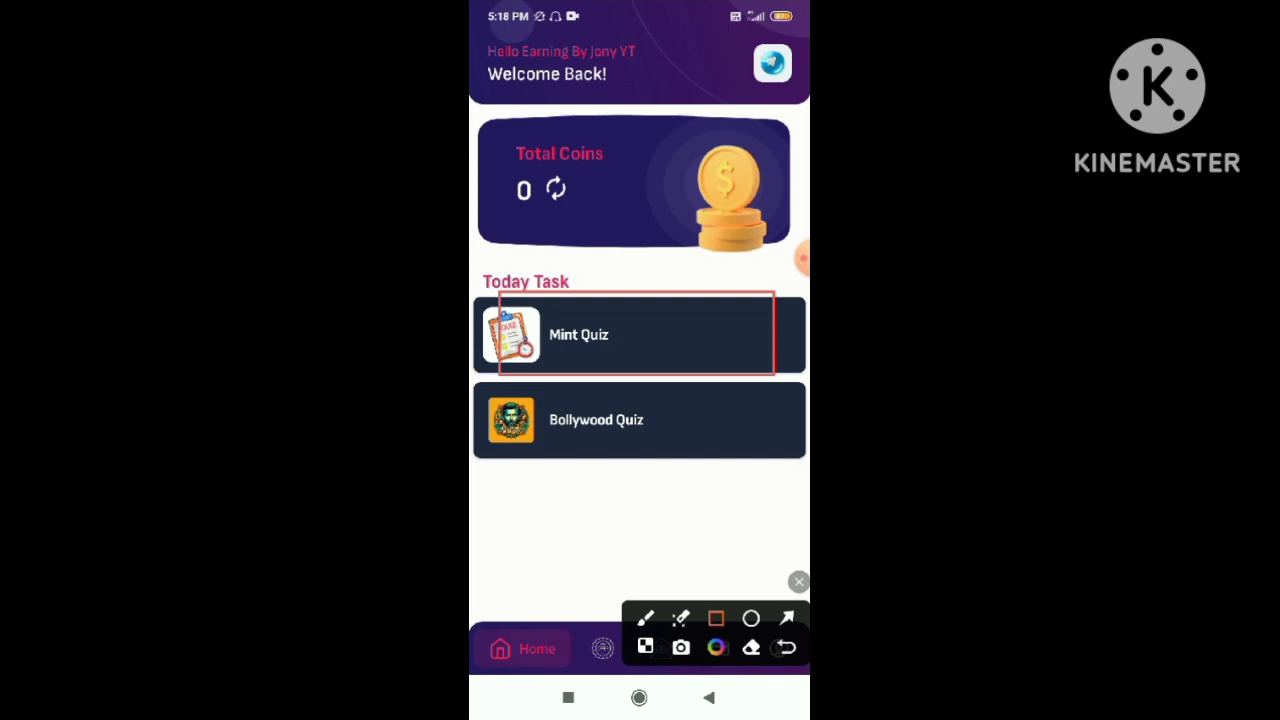 5:18 PM
Hello Earning By Jony YT
Welcome Back!
Total Coins
0
Today Task
QUIZ
Mint Quiz
Bollywood Quiz
Home
K
KINEMASTER